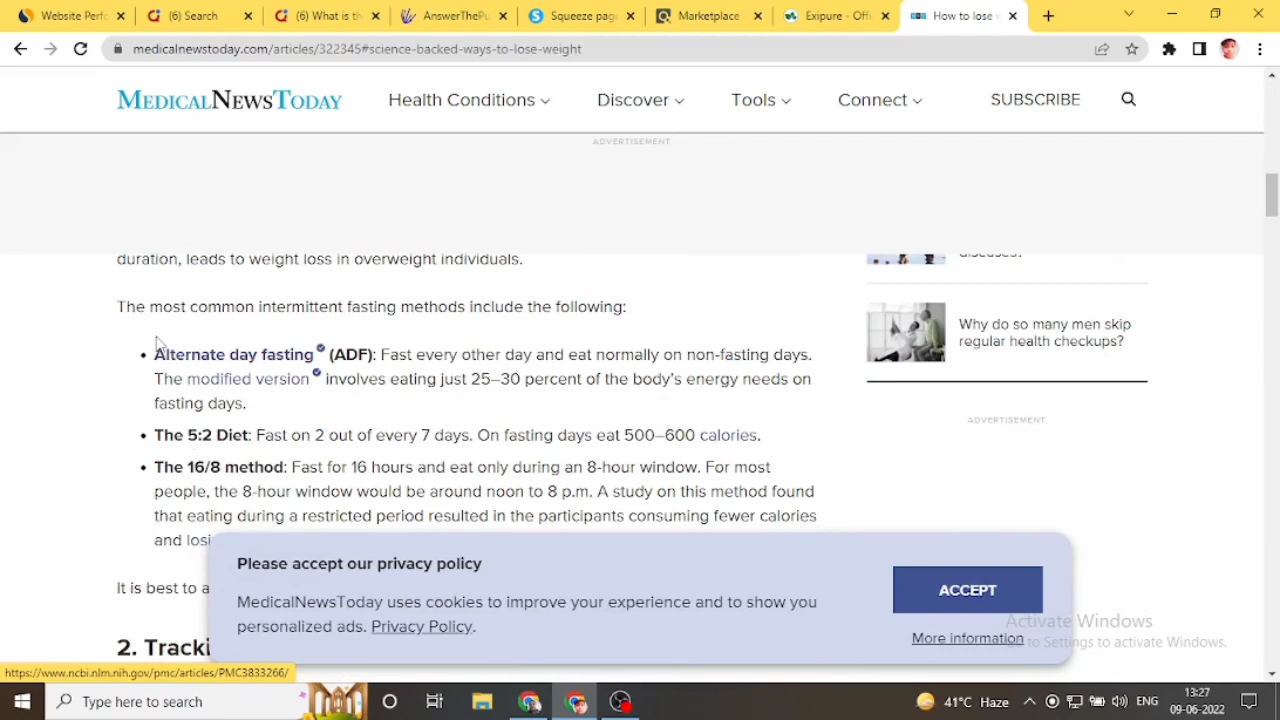 Website Perf
(6) Search
(6) What is th
AnswerThePu
Squeeze pag
Marketplace
Exipure - Offi
How to lose w
medicalnewstoday.com/articles/322345#science-backed-ways-to-lose-weight
MEDICALNEWSTODAY
Health Conditions
Discover
Tools
Connect
SUBSCRIBE
ADVERTISEMENT
duration, leads to weight loss in overweight individuals.
diseases?
The most common intermittent fasting methods include the following:
Why do so many men skip
regular health checkups?
• Alternate day fasting (ADF): Fast every other day and eat normally on non-fasting days.
The modified version involves eating just 25–30 percent of the body's energy needs on
fasting days.
ADVERTISEMENT
• The 5:2 Diet: Fast on 2 out of every 7 days. On fasting days eat 500–600 calories.
• The 16/8 method: Fast for 16 hours and eat only during an 8-hour window. For most
people, the 8-hour window would be around noon to 8 p.m. A study on this method found
that eating during a restricted period resulted in the participants consuming fewer calories
and losi
It is best to a
2. Tracki
Please accept our privacy policy
MedicalNewsToday uses cookies to improve your experience and to show you
personalized ads. Privacy Policy.
ACCEPT
More information
Activate Windows
to Settings to activate Windows.
https://www.ncbi.nlm.nih.gov/pmc/articles/PMC3833266/
Type here to search
41°C Haze
ENG
13:27
09-06-2022